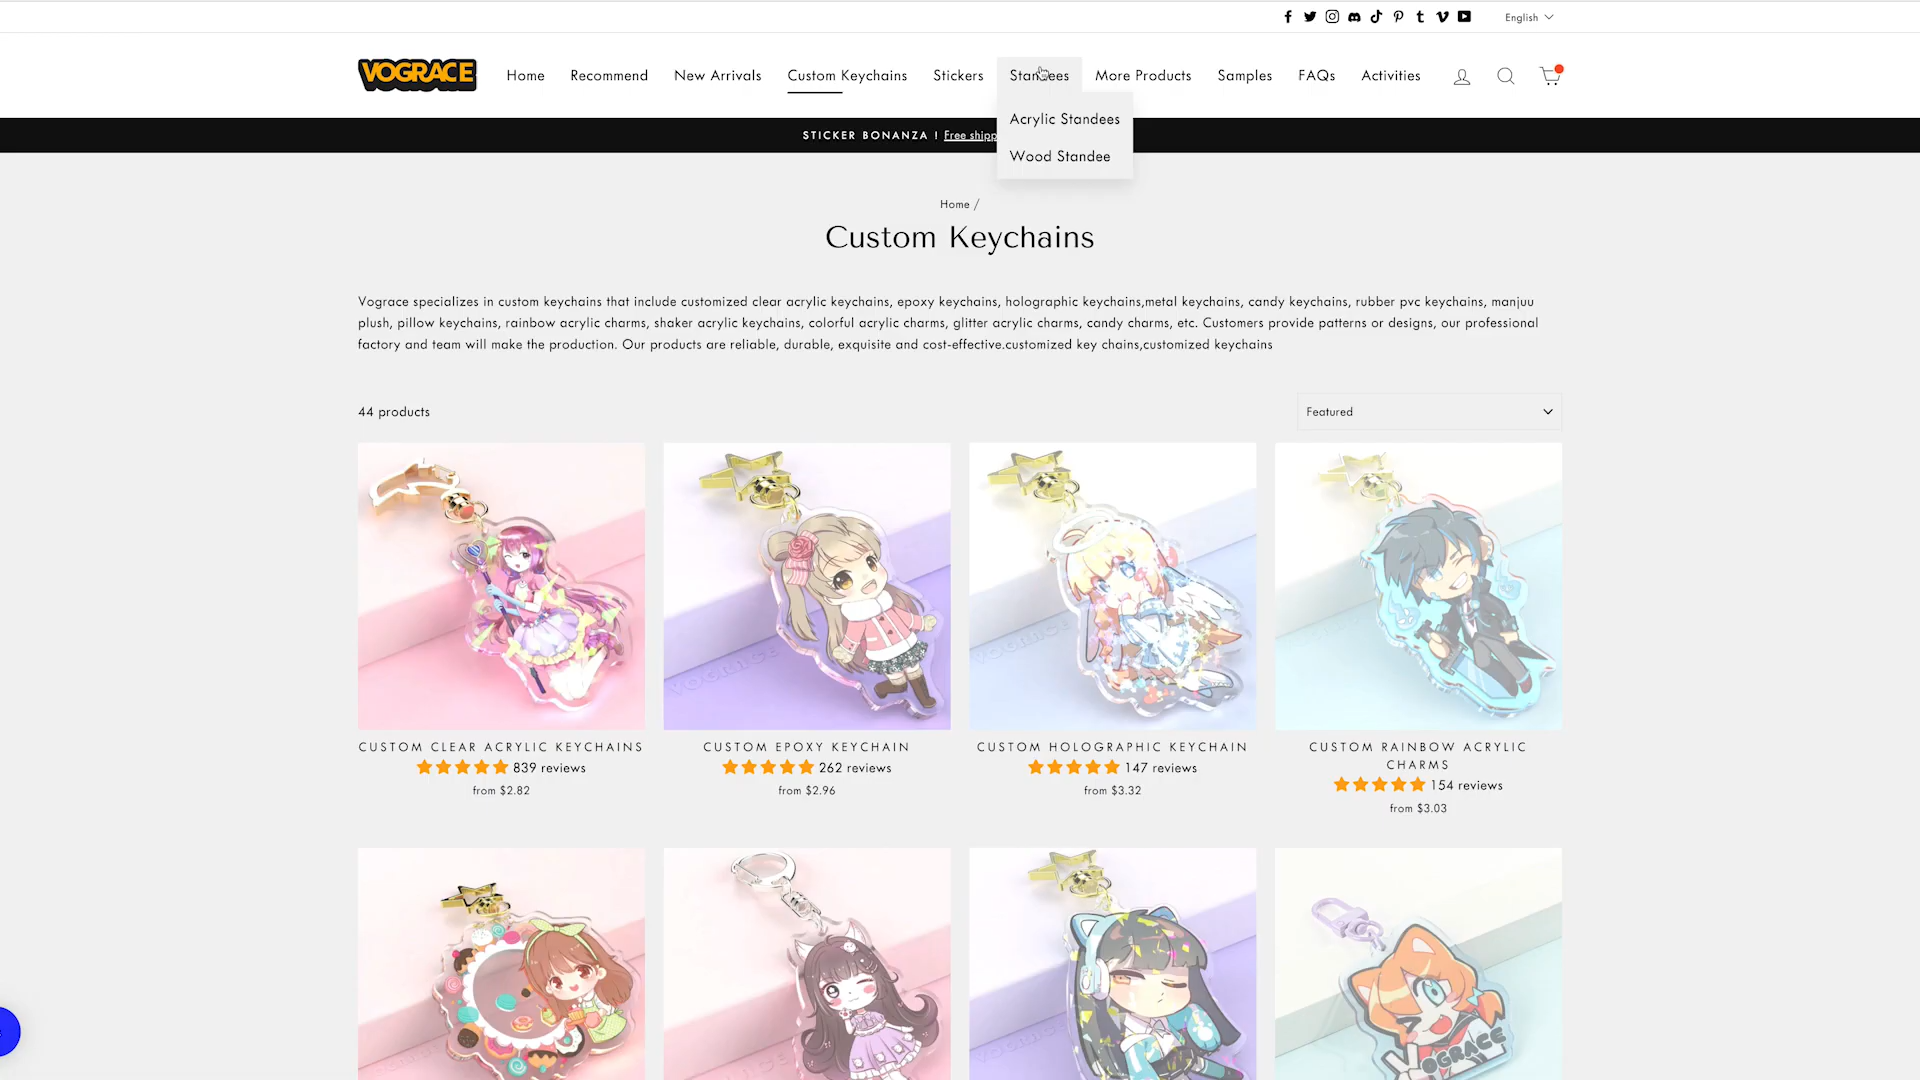 English
VOGRACE
Home
Recommend
New Arrivals
Custom Keychains
Stickers
Standees
More Products
Samples
FAQs
Activities
Acrylic Standees
Wood Standee
STICKER BONANZA ! Free shipp
Home /
Custom Keychains
Vograce specializes in custom keychains that include customized clear acrylic keychains, epoxy keychains, holographic keychains,metal keychains, candy keychains, rubber pvc keychains, manjuu
plush, pillow keychains, rainbow acrylic charms, shaker acrylic keychains, colorful acrylic charms, glitter acrylic charms, candy charms, etc. Customers provide patterns or designs, our professional
factory and team will make the production. Our products are reliable, durable, exquisite and cost-effective.customized key chains,customized keychains
44 products
Featured
CUSTOM CLEAR ACRYLIC KEYCHAINS
839 reviews
from $2.82
CUSTOM EPOXY KEYCHAIN
262 reviews
from $2.96
CUSTOM HOLOGRAPHIC KEYCHAIN
147 reviews
from $3.32
CUSTOM RAINBOW ACRYLIC
CHARMS
154 reviews
from $3.03